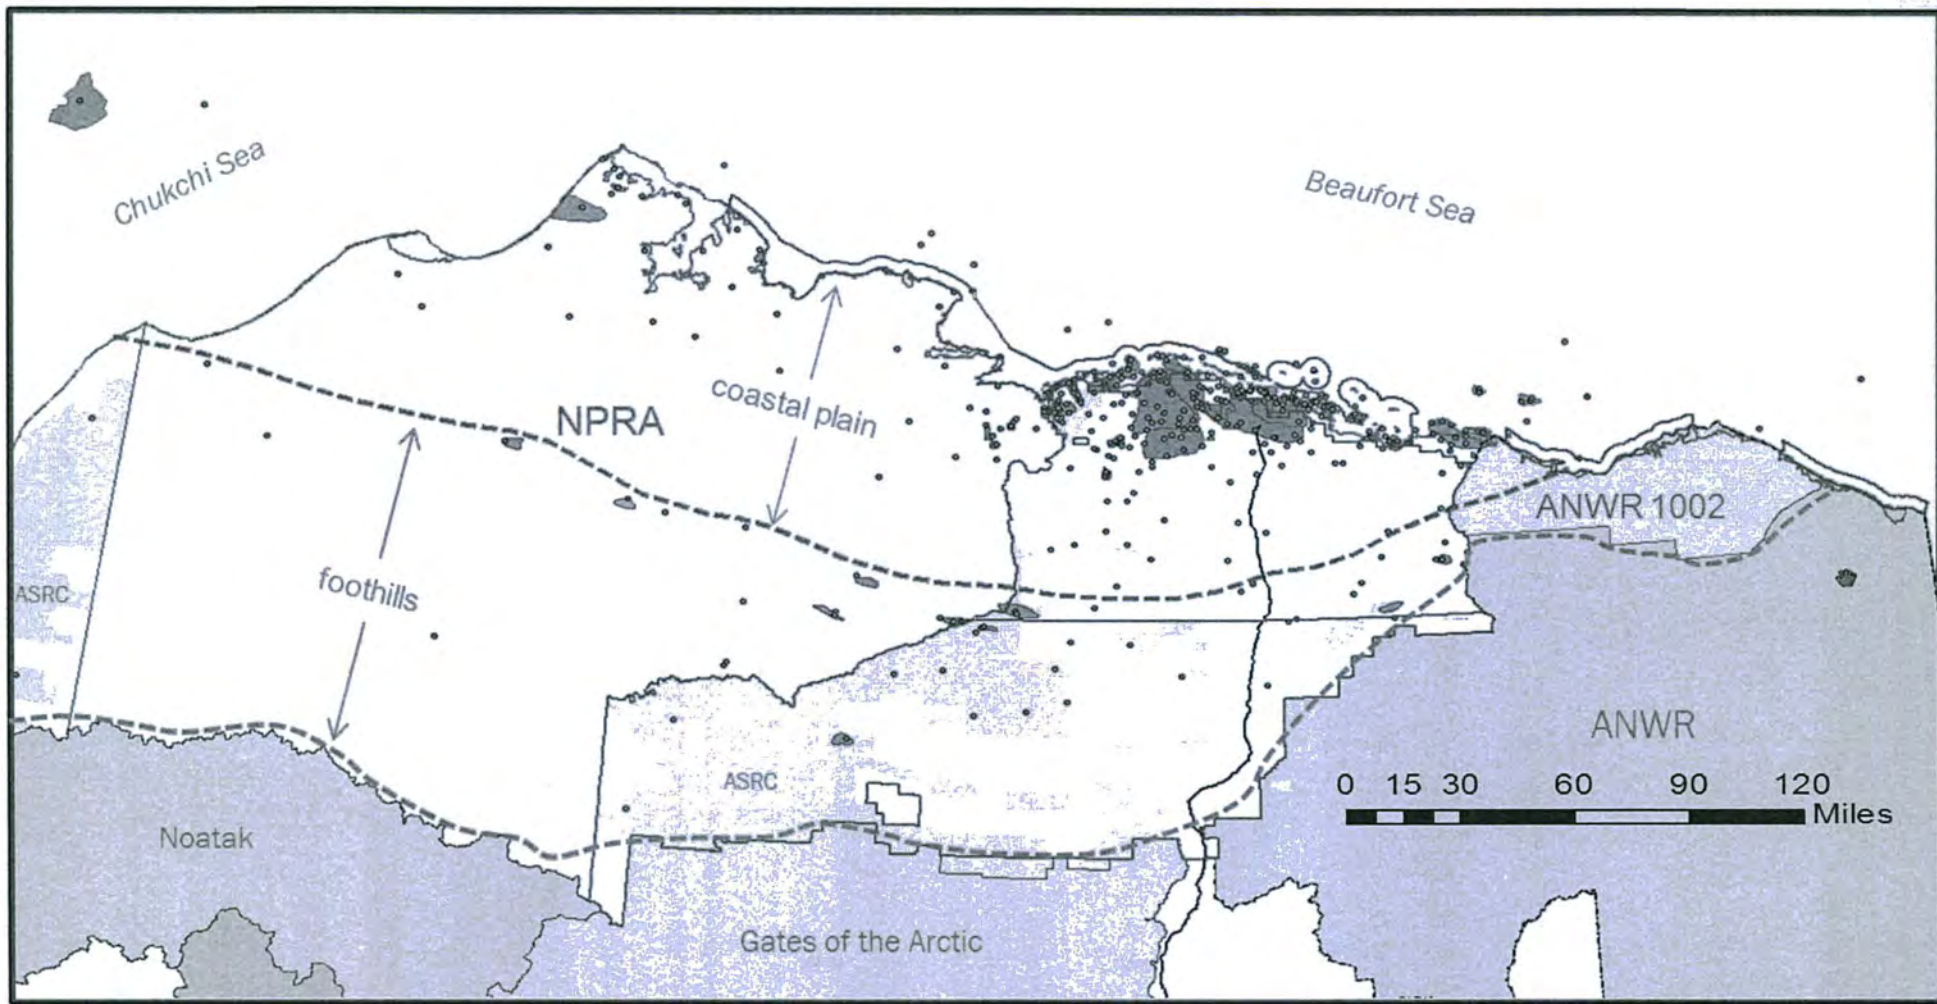 Chukchi Sea
Beaufort Sea
coastal plain
NPRA
ANWR 1002
foothills
ASRC
ANWR
ASRC
0 15 30 60 90 120
Miles
Noatak
Gates of the Arctic